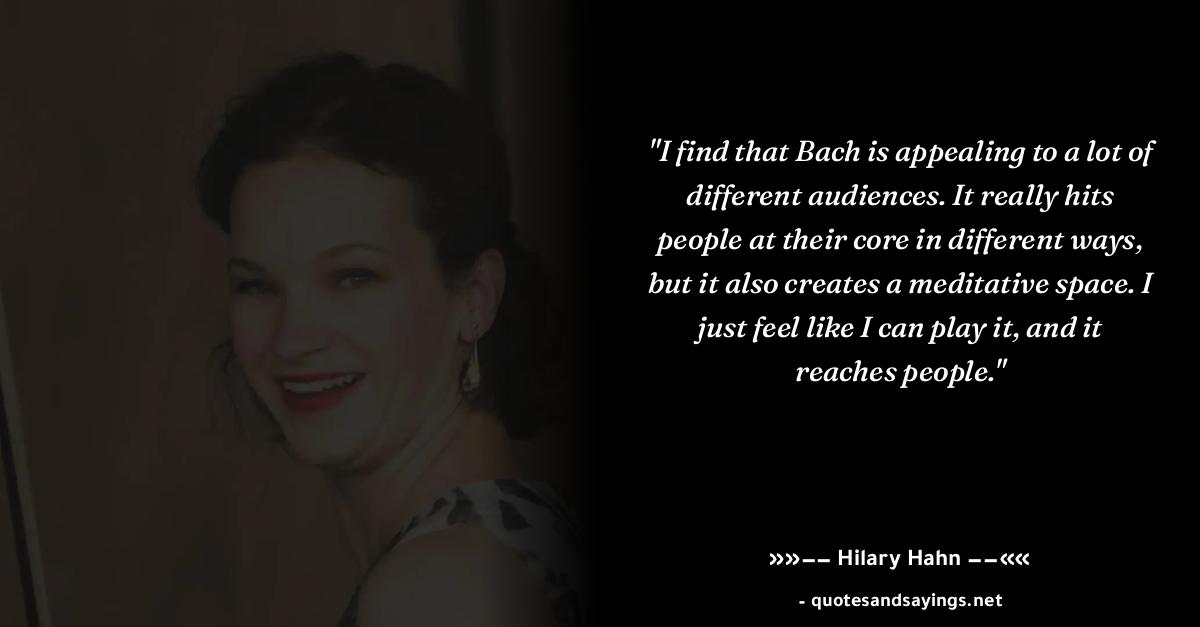 "I find that Bach is appealing to a lot of
different audiences. It really hits
people at their core in different ways,
but it also creates a meditative space. I
just feel like I can play it, and it
reaches people."
»»–– Hilary Hahn ––««
- quotesandsayings.net